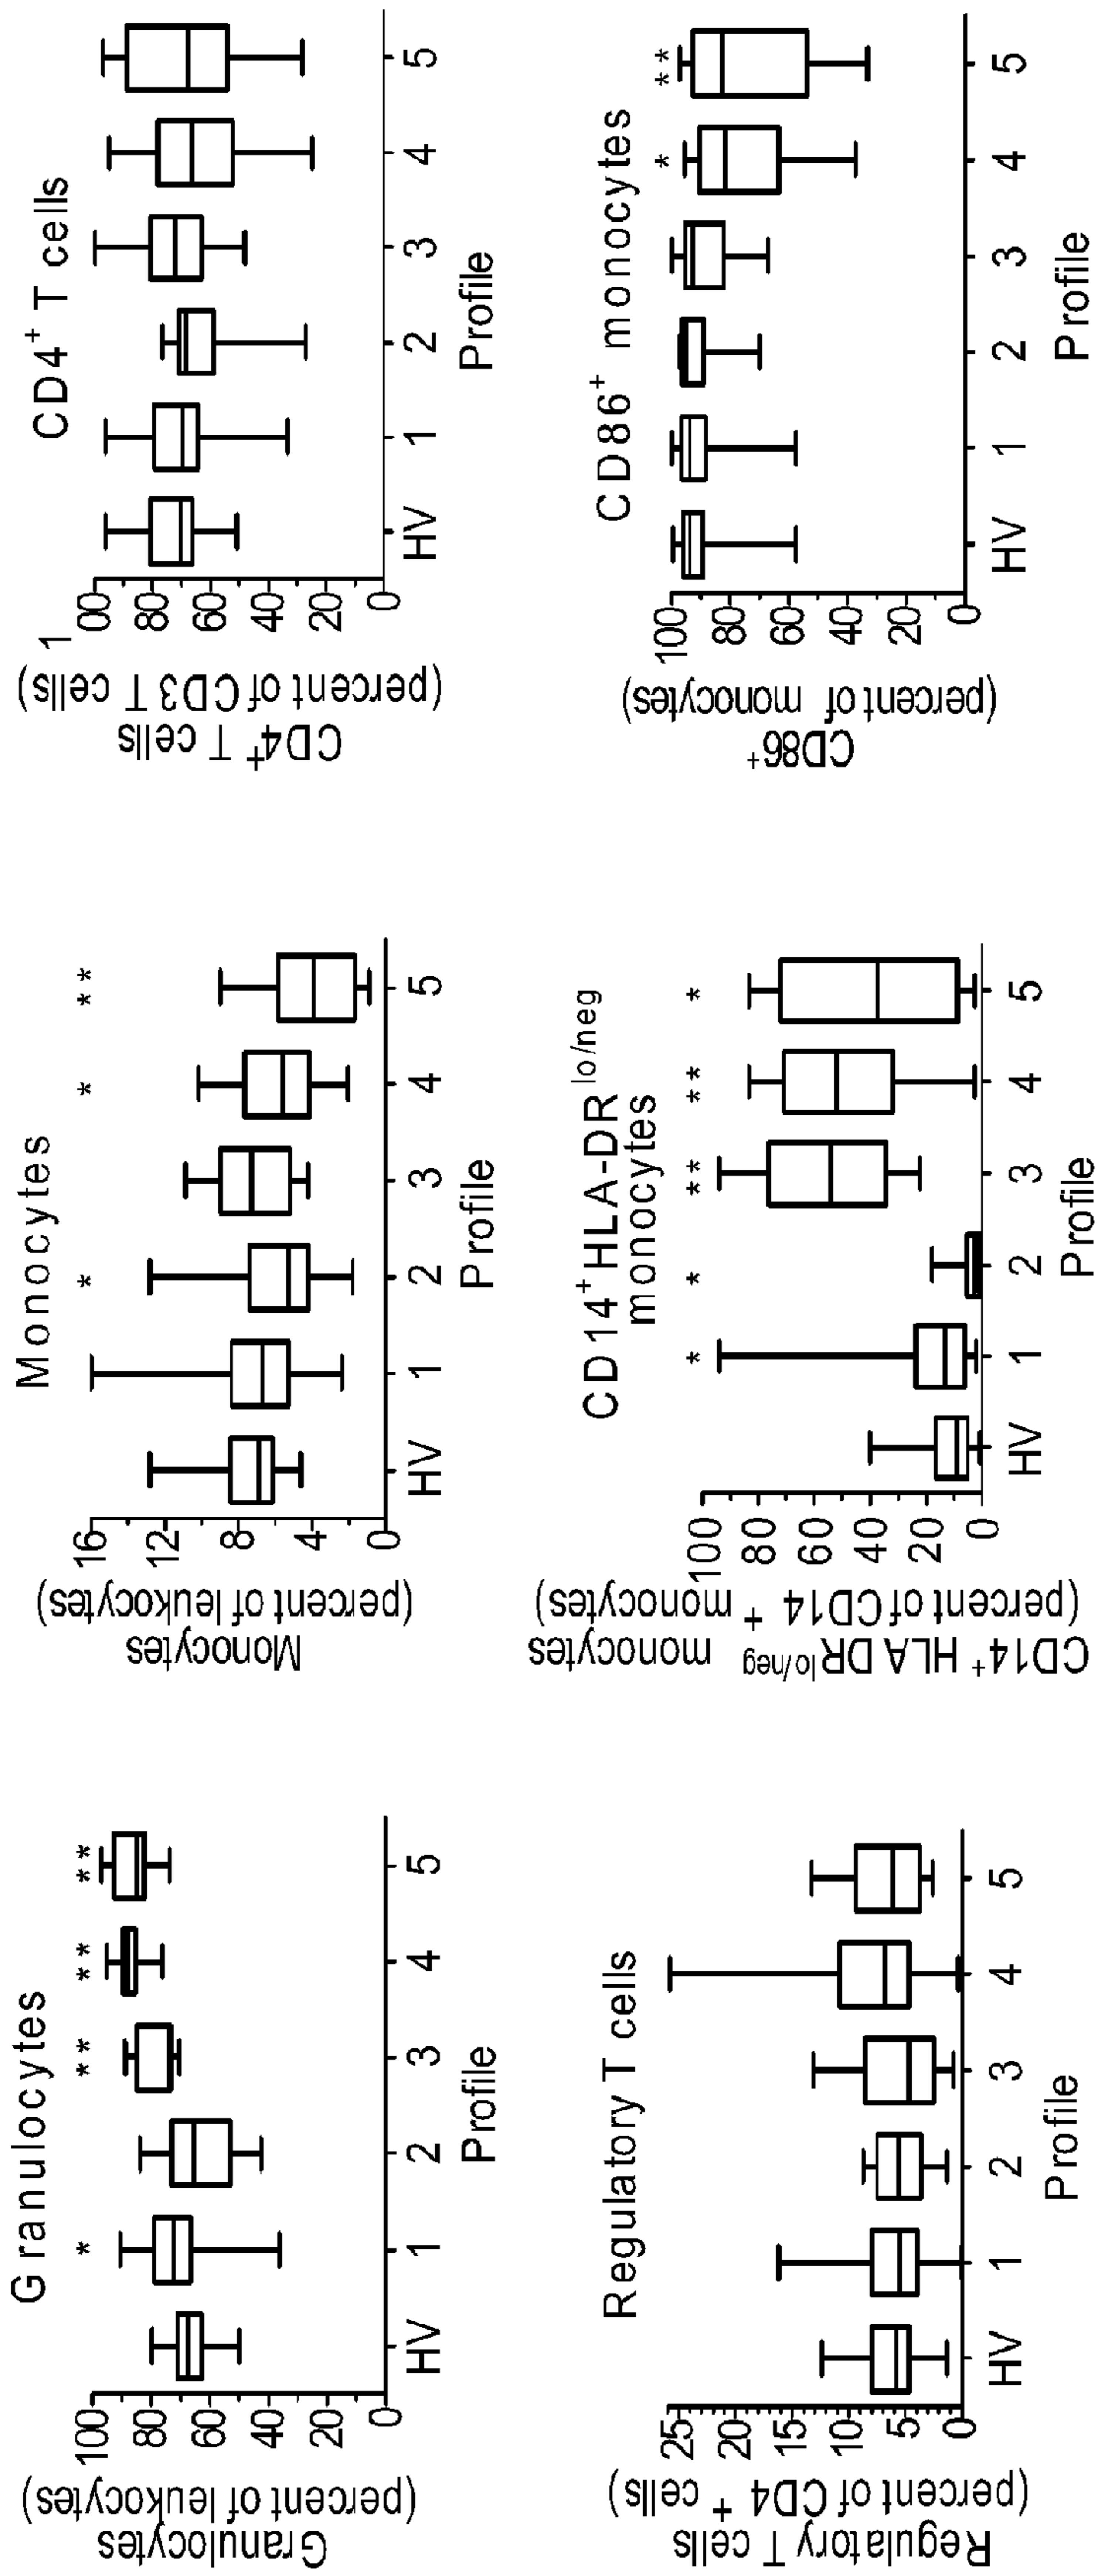 Granulocytes
Granulocytes
(percent of leukocytes)
100
80
60
40
20
0
* ** ** **
HV 1 2 3 4 5
Profile
Monocytes
Monocytes
(percent of leukocytes)
16
12
8
4
0
* * **
HV 1 2 3 4 5
Profile
CD4+ T cells
CD4+ T cells
(percent of CD3 T cells)
1
00
80
60
40
20
0
HV 1 2 3 4 5
Profile
Regulatory T cells
Regulatory T cells
(percent of CD4 + cells)
25
20
15
10
5
0
HV 1 2 3 4 5
Profile
CD14+HLA-DRlo/neg
monocytes
CD14+ HLA DRlo/neg monocytes
(percent of CD14 + monocytes)
100
80
60
40
20
0
* * ** ** *
HV 1 2 3 4 5
Profile
CD86+ monocytes
CD86+
(percent of monocytes)
100
80
60
40
20
0
* **
HV 1 2 3 4 5
Profile